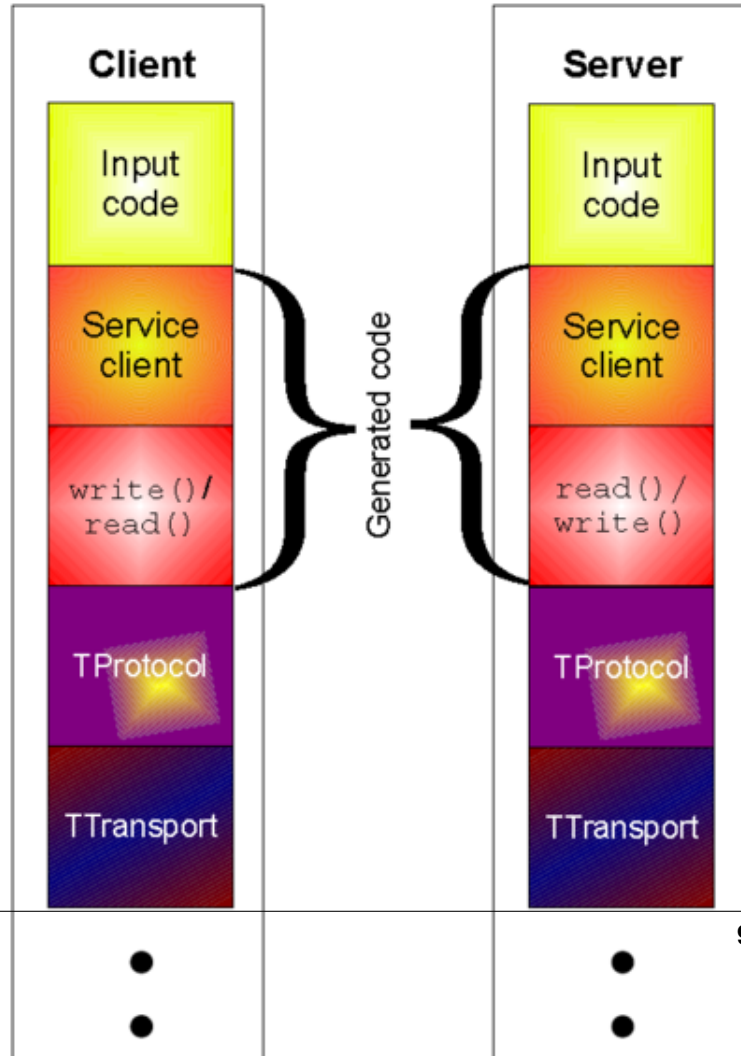 Client
Input
code
Service
client
write()/
read()
TProtocol
TTransport
Generated code
Server
Input
code
Service
client
read()/
write()
TProtocol
TTransport